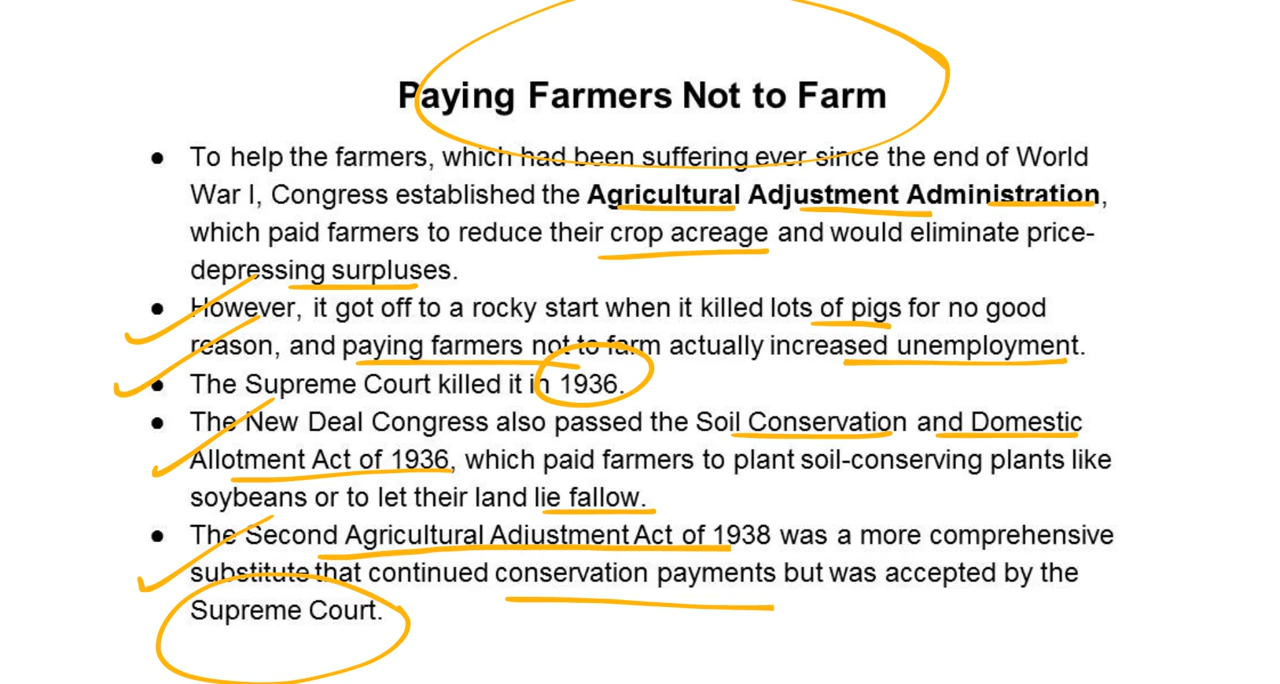 Paying Farmers Not to Farm
● To help the farmers, which had been suffering ever since the end of World
War I, Congress established the Agricultural Adjustment Administration,
which paid farmers to reduce their crop acreage and would eliminate price-
depressing surpluses.
● However, it got off to a rocky start when it killed lots of pigs for no good
reason, and paying farmers not to farm actually increased unemployment.
● The Supreme Court killed it in 1936.
● The New Deal Congress also passed the Soil Conservation and Domestic
Allotment Act of 1936, which paid farmers to plant soil-conserving plants like
soybeans or to let their land lie fallow.
● The Second Agricultural Adjustment Act of 1938 was a more comprehensive
substitute that continued conservation payments but was accepted by the
Supreme Court.